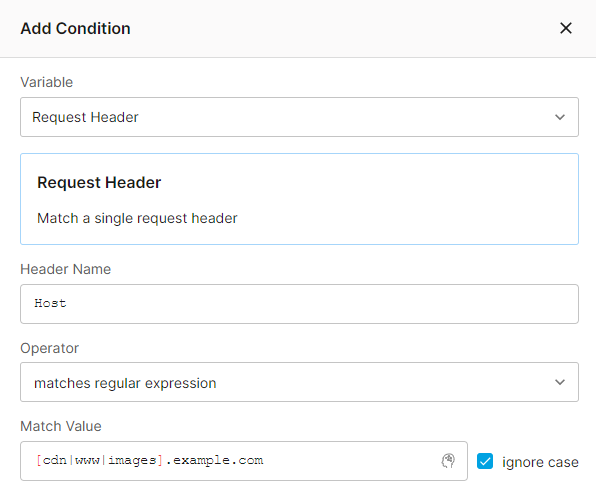 Add Condition
Variable
Request Header
Request Header
Match a single request header
Header Name
Host
Operator
matches regular expression
Match Value
[cdn|www|images].example.com
ignore case